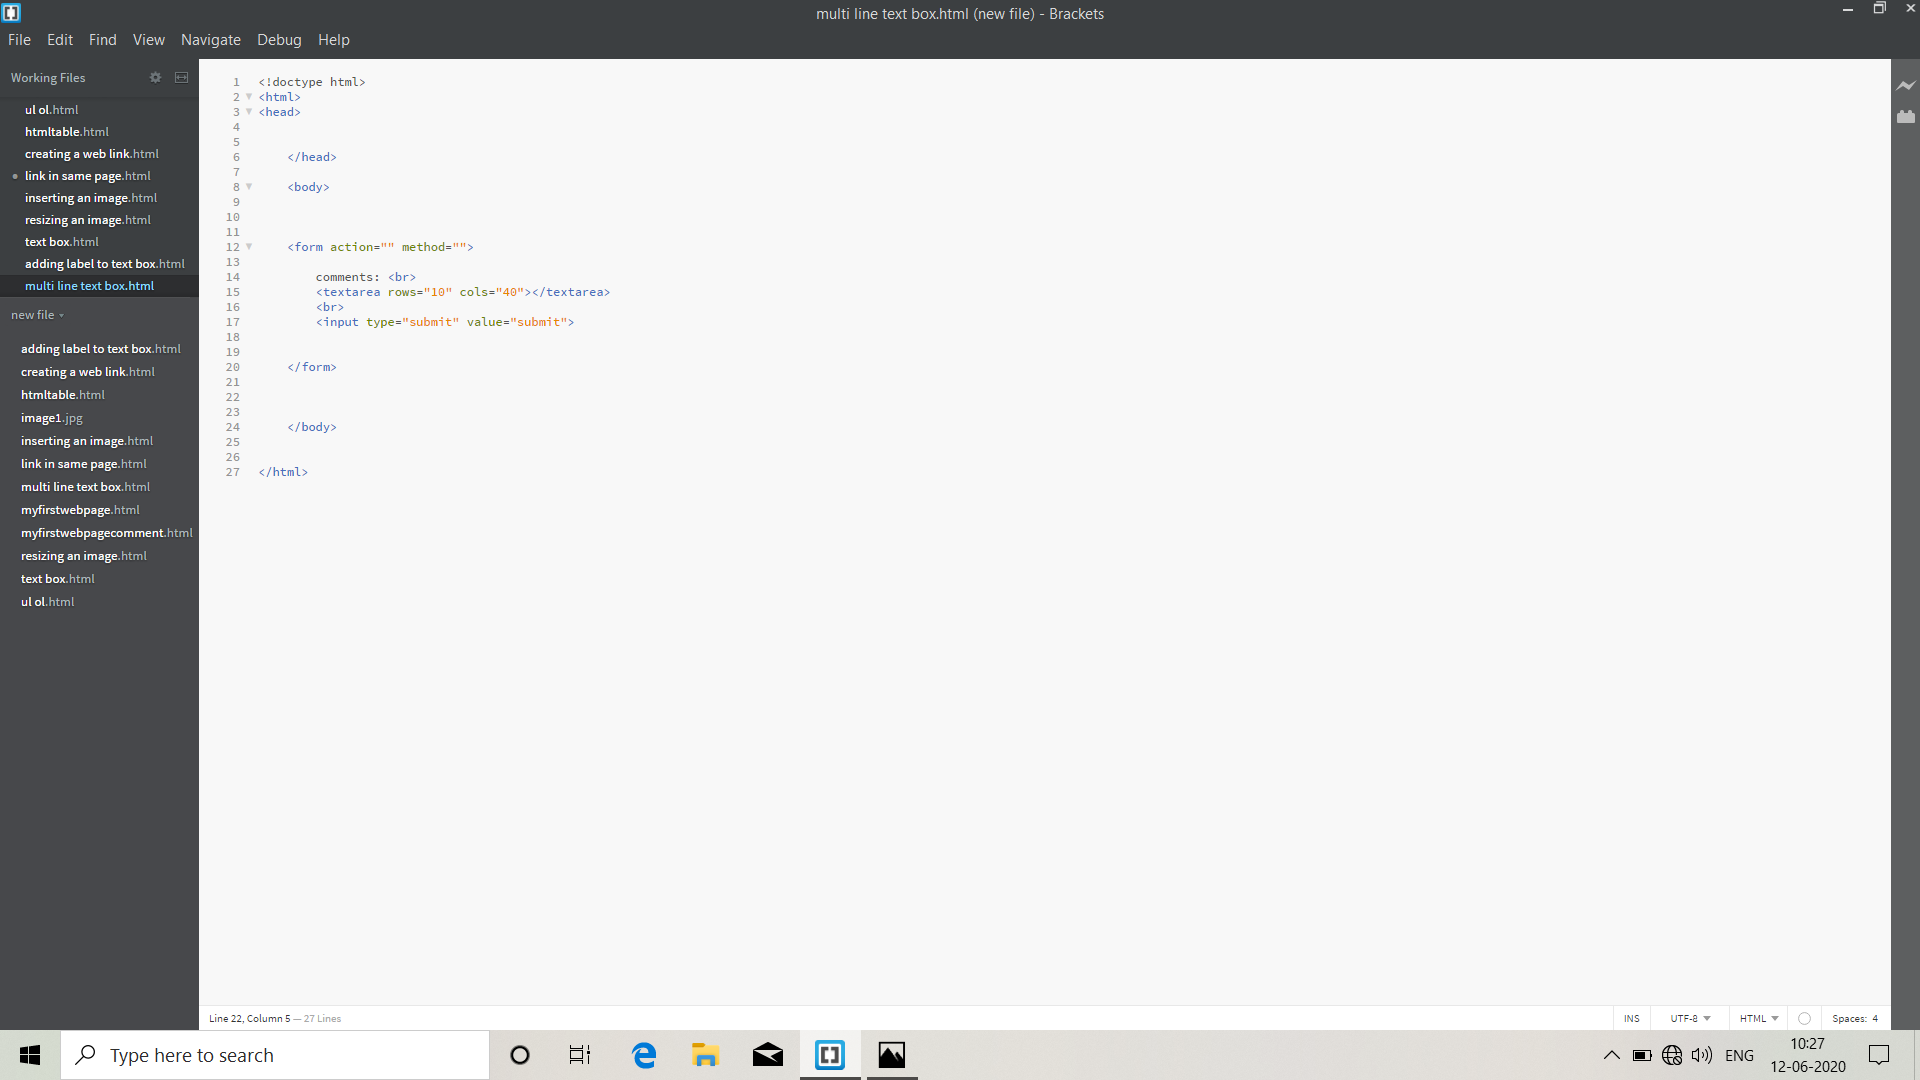 multi line text box.html (new file) - Brackets
File Edit Find View Navigate Debug Help
Working Files
ul ol.html
htmltable.html
creating a web link.html
link in same page.html
inserting an image.html
resizing an image.html
text box.html
adding label to text box.html
multi line text box.html
new file
adding label to text box.html
creating a web link.html
htmltable.html
image1.jpg
inserting an image.html
link in same page.html
multi line text box.html
myfirstwebpage.html
myfirstwebpagecomment.html
resizing an image.html
text box.html
ul ol.html
1 <!doctype html>
2 <html>
3 <head>
4
5
6 </head>
7
8 <body>
9
10
11
12 <form action="" method="">
13
14 comments: <br>
15 <textarea rows="10" cols="40"></textarea>
16 <br>
17 <input type="submit" value="submit">
18
19
20 </form>
21
22
23
24 </body>
25
26
27 </html>
Line 22, Column 5 — 27 Lines
INS UTF-8 HTML Spaces: 4
Type here to search
ENG
10:27
12-06-2020